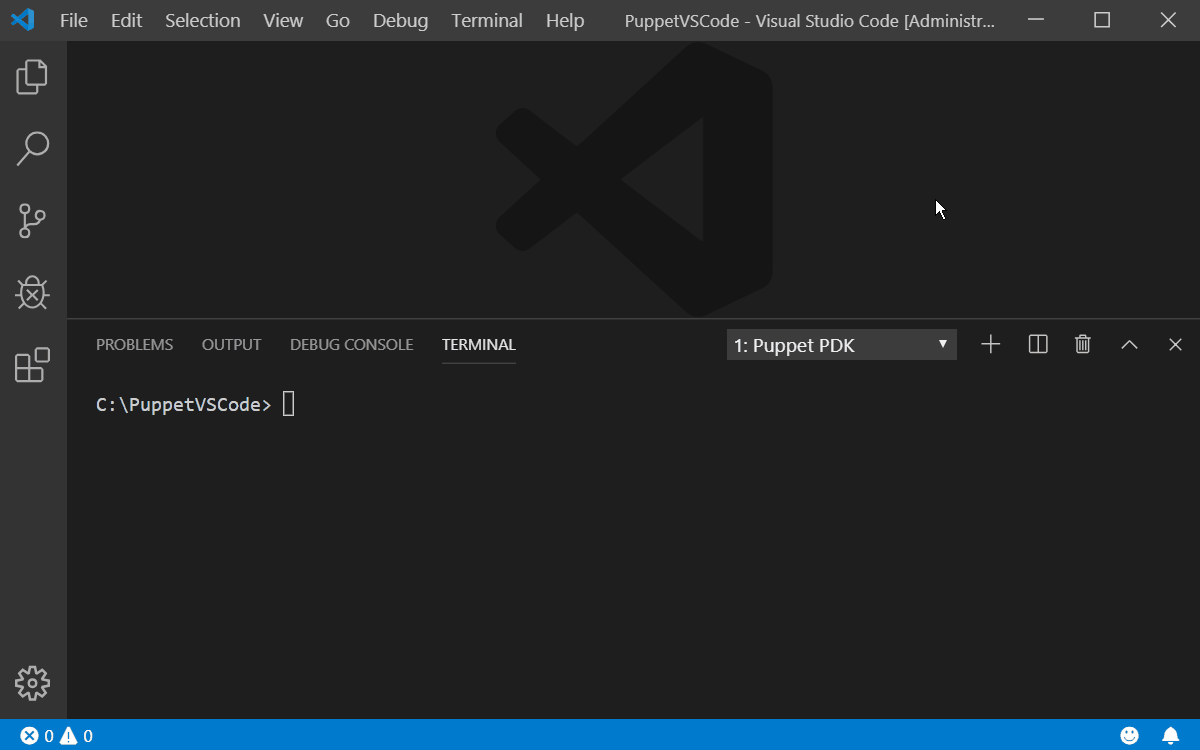 File Edit Selection View Go Debug Terminal Help PuppetVSCode - Visual Studio Code [Administr...
PROBLEMS OUTPUT DEBUG CONSOLE TERMINAL 1: Puppet PDK
C:\PuppetVSCode>
0 0